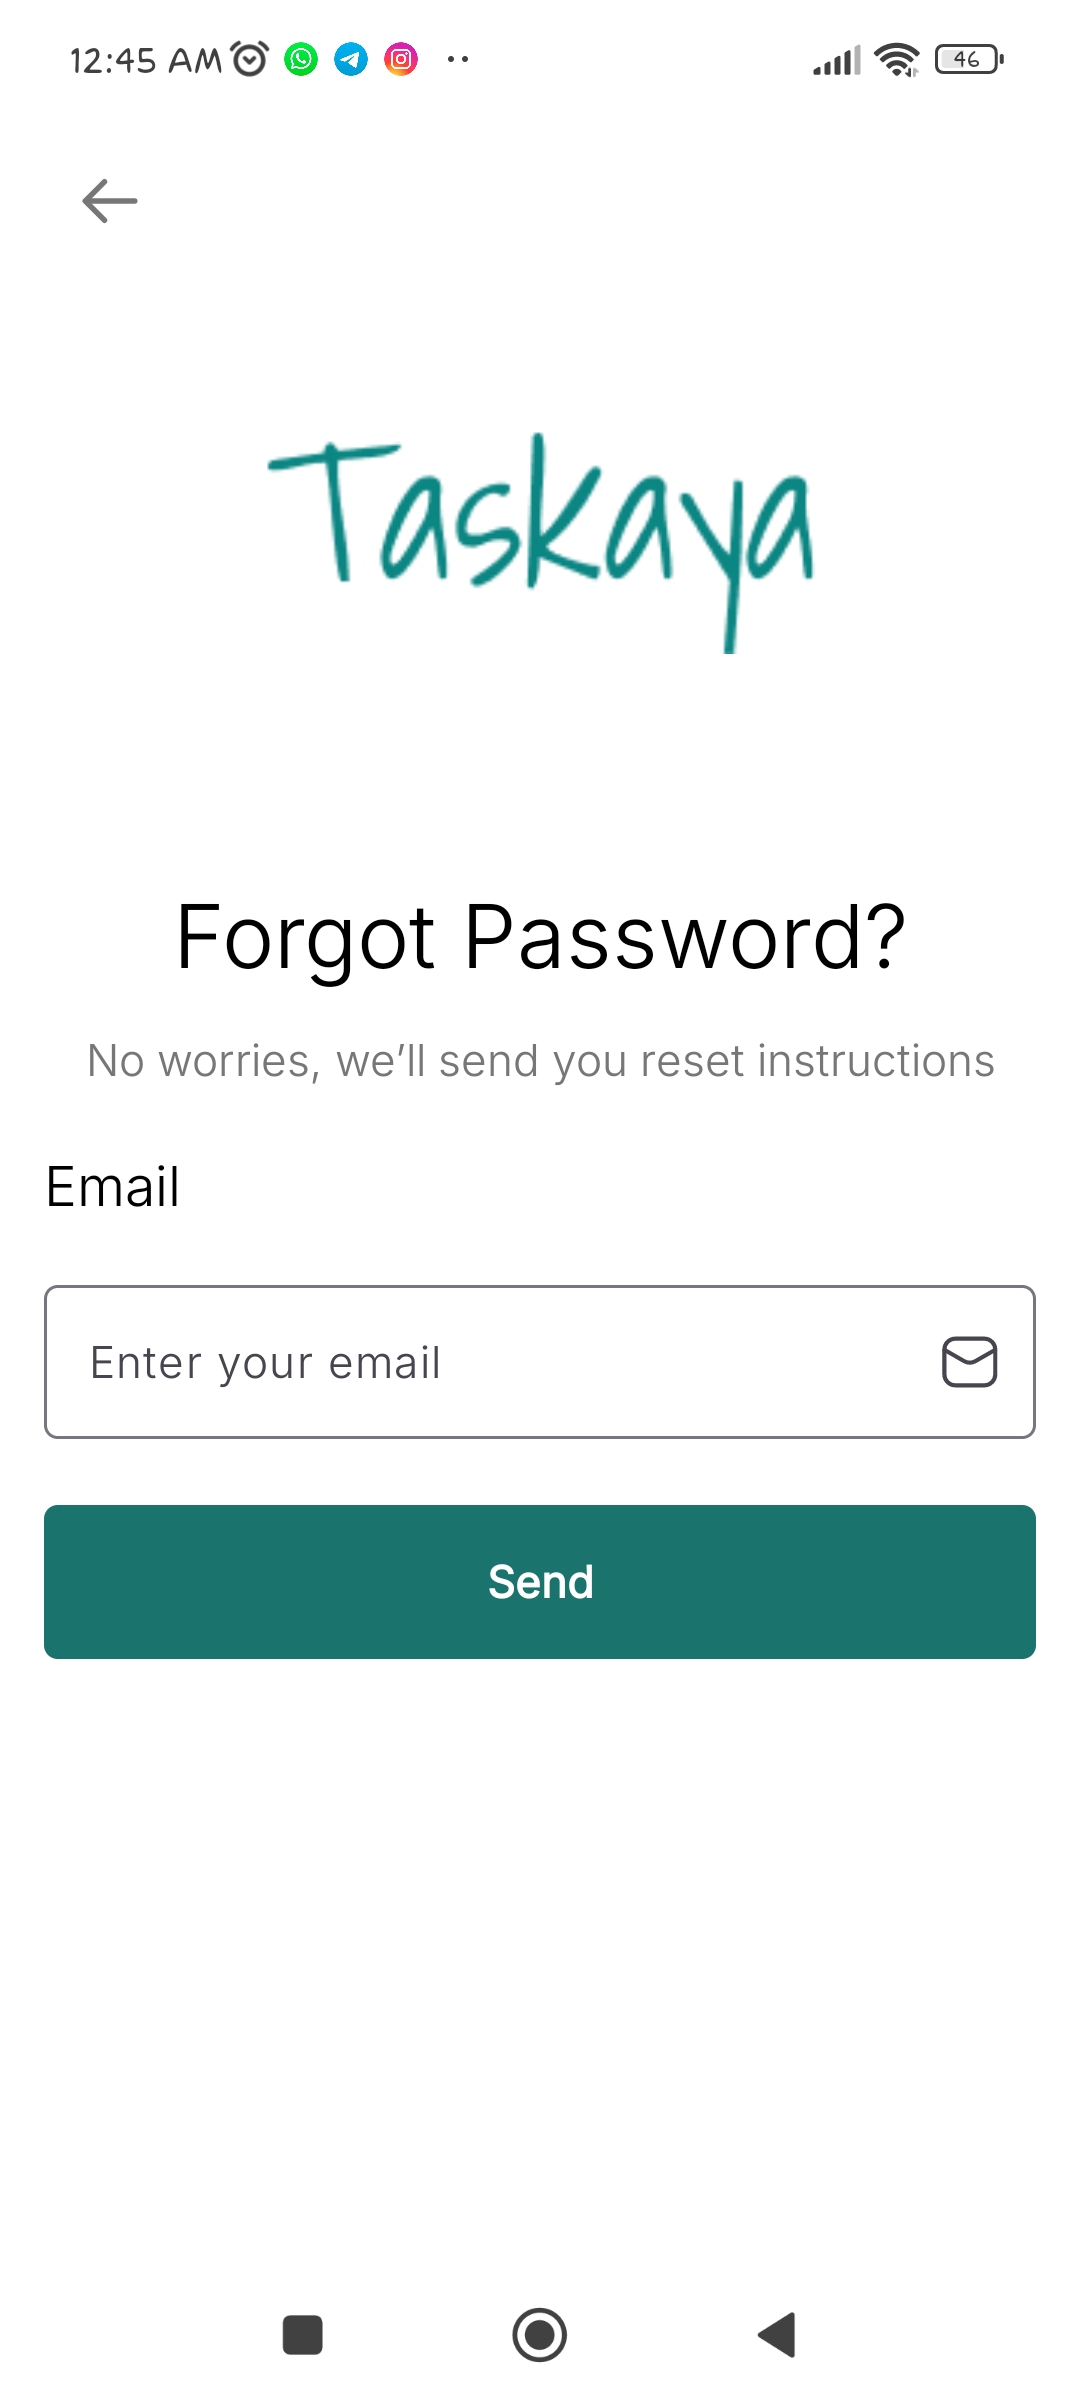 12:45 AM
46
Taskaya
Forgot Password?
No worries, we’ll send you reset instructions
Email
Enter your email
Send